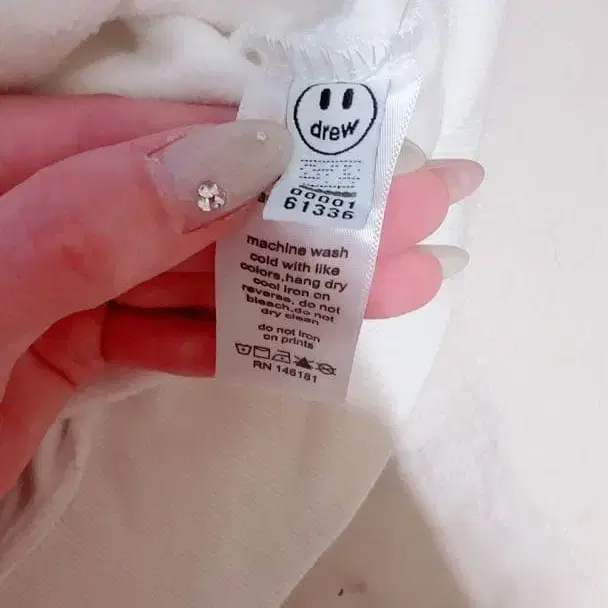 drew
00001
61336
machine wash
cold with like
colors,hang dry
cool iron on
reverse, do not
bleach,do not
dry clean
do not iron
on prints
RN 146181